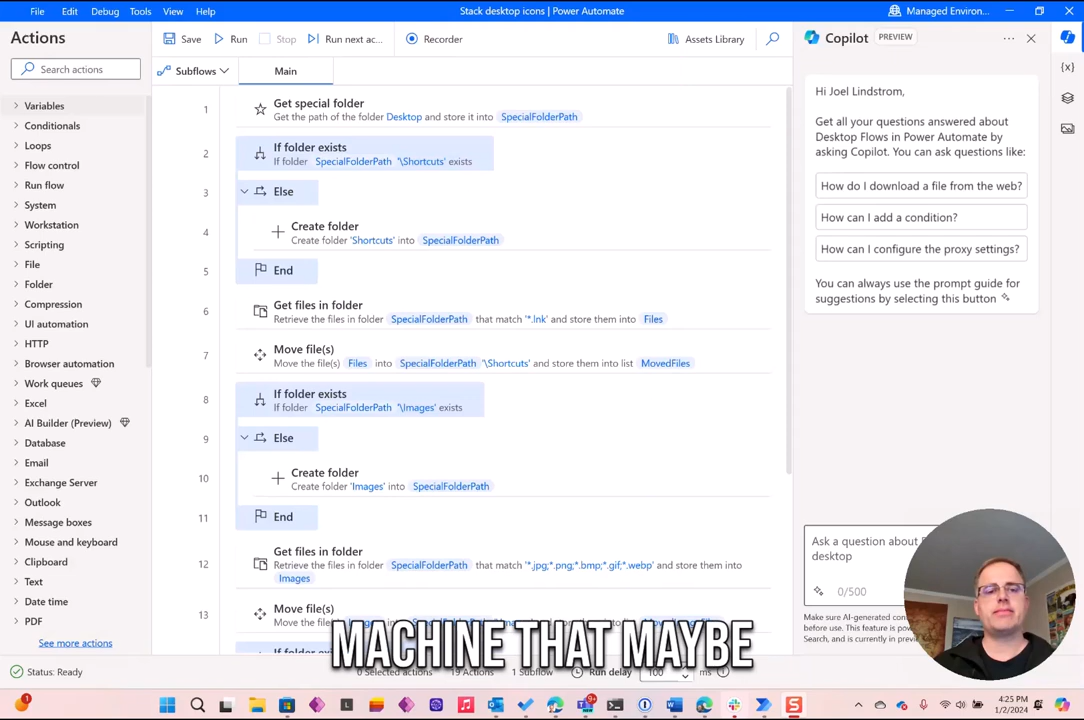 File Edit Debug Tools View Help
Stack desktop icons | Power Automate
Managed Environ...
Actions
Search actions
Variables
Conditionals
Loops
Flow control
Run flow
System
Workstation
Scripting
File
Folder
Compression
UI automation
HTTP
Browser automation
Work queues
Excel
AI Builder (Preview)
Database
Email
Exchange Server
Outlook
Message boxes
Mouse and keyboard
Clipboard
Text
Date time
PDF
See more actions
Save Run Stop Run next ac... Recorder
Assets Library
Subflows Main
1 Get special folder
Get the path of the folder Desktop and store it into SpecialFolderPath
2 If folder exists
If folder SpecialFolderPath '\Shortcuts' exists
3 Else
4 Create folder
Create folder 'Shortcuts' into SpecialFolderPath
5 End
6 Get files in folder
Retrieve the files in folder SpecialFolderPath that match '*.lnk' and store them into Files
7 Move file(s)
Move the file(s) Files into SpecialFolderPath '\Shortcuts' and store them into list MovedFiles
8 If folder exists
If folder SpecialFolderPath '\Images' exists
9 Else
10 Create folder
Create folder 'Images' into SpecialFolderPath
11 End
12 Get files in folder
Retrieve the files in folder SpecialFolderPath that match '*.jpg;*.png;*.bmp;*.gif;*.webp' and store them into
Images
13 Move file(s)
MACHINE THAT MAYBE
Status: Ready
0 Selected actions 19 Actions 1 Subflow Run delay 100 ms
Copilot PREVIEW
Hi Joel Lindstrom,
Get all your questions answered about
Desktop Flows in Power Automate by
asking Copilot. You can ask questions like:
How do I download a file from the web?
How can I add a condition?
How can I configure the proxy settings?
You can always use the prompt guide for
suggestions by selecting this button
Ask a question about
desktop
0/500
Make sure AI-generated con
before use. This feature is pow
Search, and is currently in previe
1
9+
4:25 PM
1/2/2024